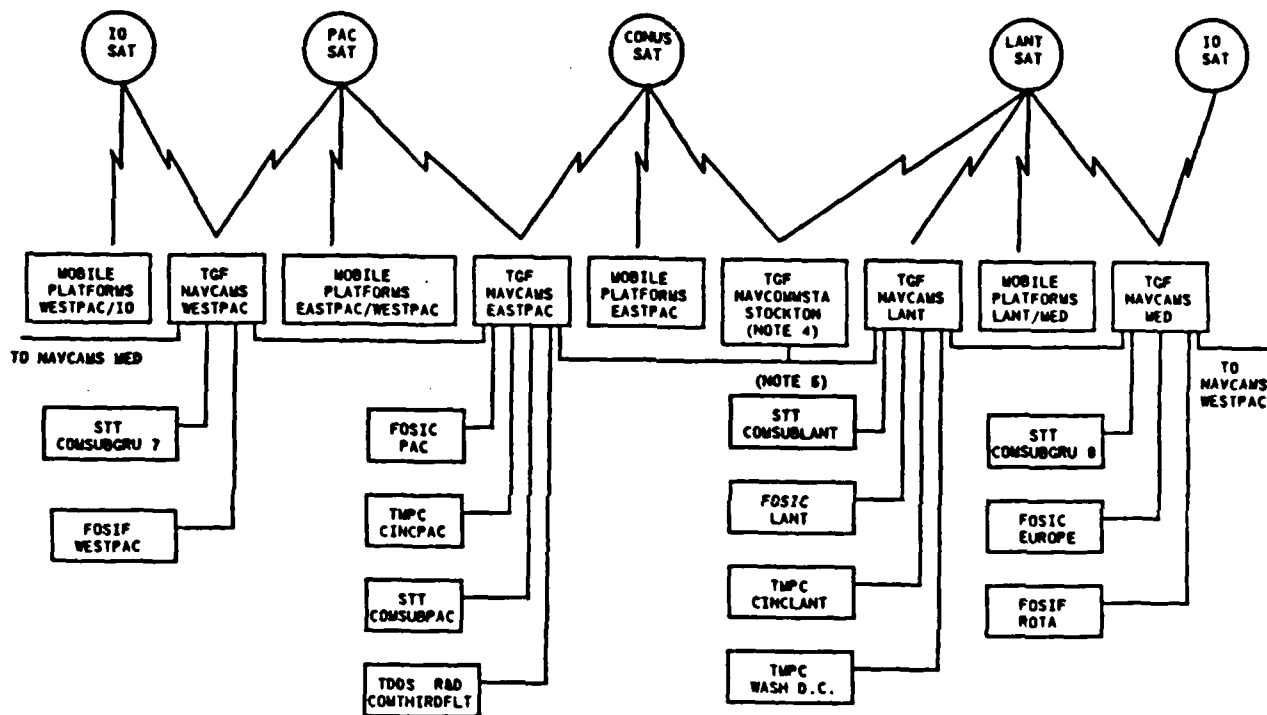 IO
SAT
PAC
SAT
CONUS
SAT
LANT
SAT
IO
SAT
MOBILE
PLATFORMS
WESTPAC/IO
TGF
NAVCAMS
WESTPAC
MOBILE
PLATFORMS
EASTPAC/WESTPAC
TGF
NAVCAMS
EASTPAC
MOBILE
PLATFORMS
EASTPAC
TGF
NAVCOMMSTA
STOCKTON
(NOTE 4)
TGF
NAVCAMS
LANT
MOBILE
PLATFORMS
LANT/MED
TGF
NAVCAMS
MED
TO NAVCAMS MED
TO
NAVCAMS
WESTPAC
(NOTE 5)
STT
COMSUBGRU 7
FOSIF
WESTPAC
FOSIC
PAC
TMPC
CINCPAC
STT
COMSUBPAC
TDOS R&D
COMTHIRDFLT
STT
COMSUBLANT
FOSIC
LANT
TMPC
CINCLANT
TMPC
WASH D.C.
STT
COMSUBGRU 8
FOSIC
EUROPE
FOSIF
ROTA